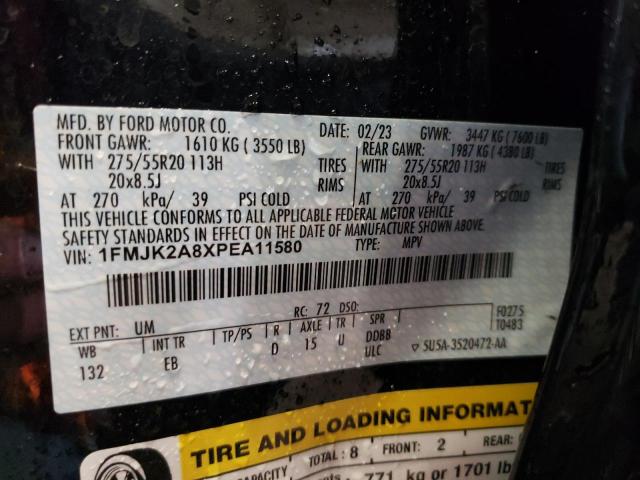 MFD. BY FORD MOTOR CO. DATE: 02/23 GVWR: 3447 KG ( 7600 LB)
FRONT GAWR: 1610 KG ( 3550 LB) REAR GAWR: 1987 KG ( 4380 LB)
WITH 275/55R20 113H TIRES WITH 275/55R20 113H TIRES
20x8.5J RIMS 20x8.5J RIMS
AT 270 kPa/ 39 PSI COLD AT 270 kPa/ 39 PSI COLD
THIS VEHICLE CONFORMS TO ALL APPLICABLE FEDERAL MOTOR VEHICLE
SAFETY STANDARDS IN EFFECT ON THE DATE OF MANUFACTURE SHOWN ABOVE.
VIN: 1FMJK2A8XPEA11580 TYPE: MPV
EXT PNT: UM RC: 72 DSO: F0275
T0483
WB INT TR TP/PS R AXLE TR SPR
132 EB D 15 U DDBB
ULC 5U5A-3520472-AA
TIRE AND LOADING INFORMAT
CAPACITY TOTAL: 8 FRONT: 2 REAR:
771 kg or 1701 lb